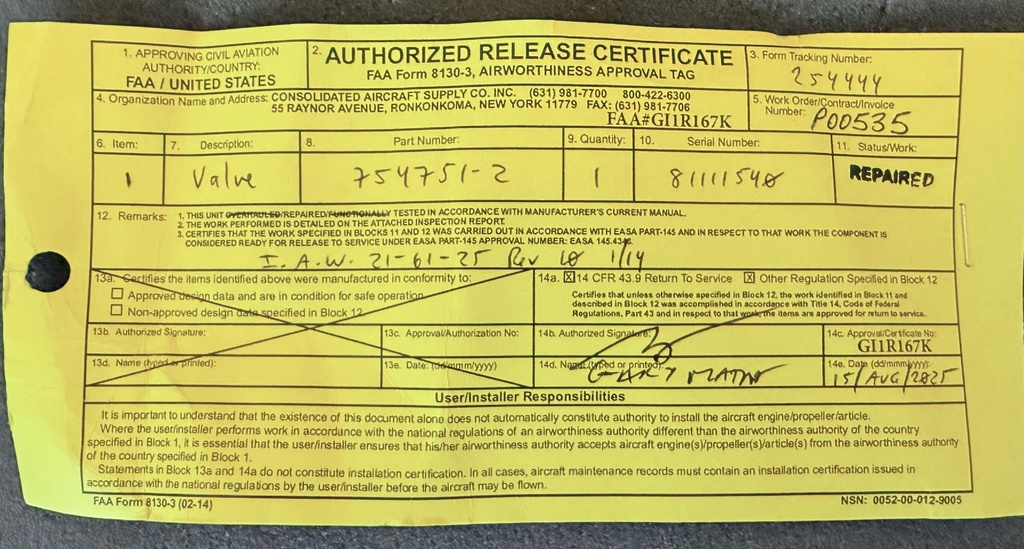 1. APPROVING CIVIL AVIATION
AUTHORITY/COUNTRY:
FAA / UNITED STATES
2. AUTHORIZED RELEASE CERTIFICATE
FAA Form 8130-3, AIRWORTHINESS APPROVAL TAG
3. Form Tracking Number:
254444
4. Organization Name and Address: CONSOLIDATED AIRCRAFT SUPPLY CO. INC. (631) 981-7700 800-422-6300
55 RAYNOR AVENUE, RONKONKOMA, NEW YORK 11779 FAX: (631) 981-7706
FAA#GI1R167K
5. Work Order/Contract/Invoice
Number: P00535
6. Item: 7. Description: 8. Part Number: 9. Quantity: 10. Serial Number: 11. Status/Work:
1 Valve 754751-2 1 81111540 REPAIRED
12. Remarks: 1. THIS UNIT OVERHAULED/REPAIRED/FUNCTIONALLY TESTED IN ACCORDANCE WITH MANUFACTURER'S CURRENT MANUAL.
2. THE WORK PERFORMED IS DETAILED ON THE ATTACHED INSPECTION REPORT.
3. CERTIFIES THAT THE WORK SPECIFIED IN BLOCKS 11 AND 12 WAS CARRIED OUT IN ACCORDANCE WITH EASA PART-145 AND IN RESPECT TO THAT WORK THE COMPONENT IS
CONSIDERED READY FOR RELEASE TO SERVICE UNDER EASA PART-145 APPROVAL NUMBER: EASA 145.4346.
I.A.W. 21-61-25 Rev 10 1/14
13a. Certifies the items identified above were manufactured in conformity to:
Approved design data and are in condition for safe operation.
Non-approved design data specified in Block 12.
14a. X 14 CFR 43.9 Return To Service X Other Regulation Specified in Block 12
Certifies that unless otherwise specified in Block 12, the work identified in Block 11 and
described in Block 12 was accomplished in accordance with Title 14, Code of Federal
Regulations, Part 43 and in respect to that work, the items are approved for return to service.
13b. Authorized Signature: 13c. Approval/Authorization No: 14b. Authorized Signature: 14c. Approval/Certificate No:
GI1R167K
13d. Name (typed or printed): 13e. Date: (dd/mmm/yyyy) 14d. Name (typed or printed): 14e. Date (dd/mmm/yyyy):
GARY 15/AUG/2025
User/Installer Responsibilities
It is important to understand that the existence of this document alone does not automatically constitute authority to install the aircraft engine/propeller/article.
Where the user/installer performs work in accordance with the national regulations of an airworthiness authority different than the airworthiness authority of the country
specified in Block 1, it is essential that the user/installer ensures that his/her airworthiness authority accepts aircraft engine(s)/propeller(s)/article(s) from the airworthiness authority
of the country specified in Block 1.
Statements in Block 13a and 14a do not constitute installation certification. In all cases, aircraft maintenance records must contain an installation certification issued in
accordance with the national regulations by the user/installer before the aircraft may be flown.
FAA Form 8130-3 (02-14) NSN: 0052-00-012-9005